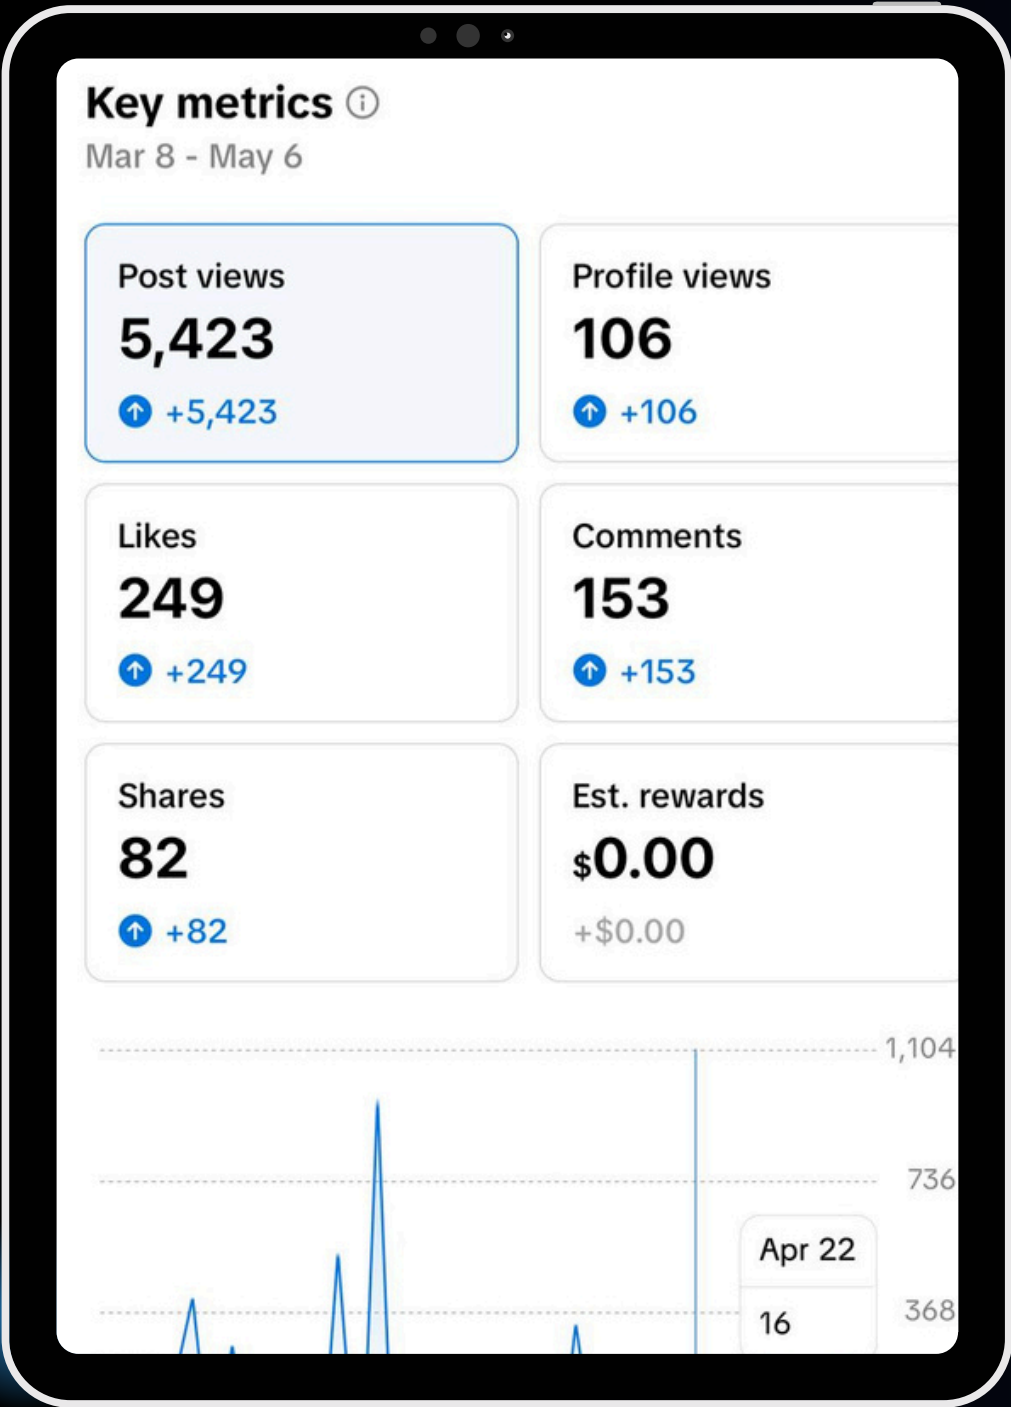 Key metrics
Mar 8 - May 6
Post views
5,423
+5,423
Profile views
106
+106
Likes
249
+249
Comments
153
+153
Shares
82
+82
Est. rewards
$0.00
+$0.00
1,104
736
Apr 22
368
16